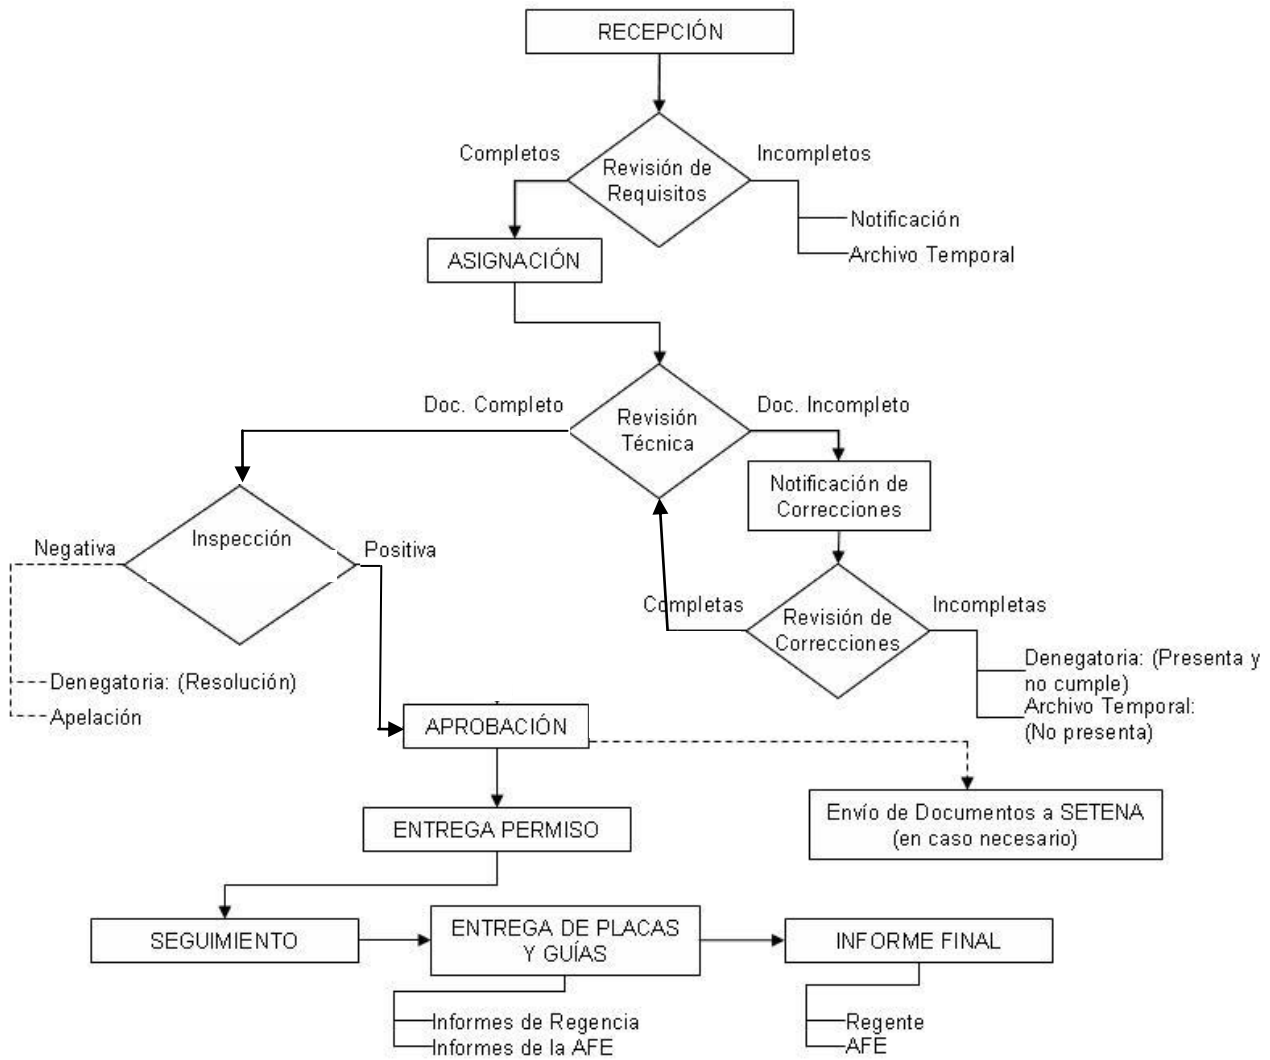 RECEPCIÓN
Completos
Incompletos
Revisión de
Requisitos
Notificación
Archivo Temporal
ASIGNACIÓN
Doc. Completo
Doc. Incompleto
Revisión
Técnica
Notificación de
Correcciones
Inspección
Negativa
Positiva
Completas
Incompletas
Revisión de
Correcciones
Denegatoria: (Presenta y
no cumple)
Archivo Temporal:
(No presenta)
Denegatoria: (Resolución)
Apelación
APROBACIÓN
Envío de Documentos a SETENA
(en caso necesario)
ENTREGA PERMISO
SEGUIMIENTO
ENTREGA DE PLACAS
Y GUÍAS
INFORME FINAL
Informes de Regencia
Informes de la AFE
Regente
AFE